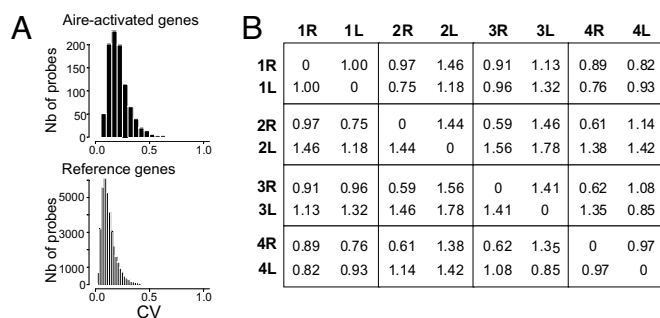 A
Aire-activated genes
Nb of probes
200
150
100
50
0
0.0 0.5 1.0
Reference genes
Nb of probes
5000
3000
1000
0
0.0 0.5 1.0
CV
B
1R 1L 2R 2L 3R 3L 4R 4L
1R 0 1.00 0.97 1.46 0.91 1.13 0.89 0.82
1L 1.00 0 0.75 1.18 0.96 1.32 0.76 0.93
2R 0.97 0.75 0 1.44 0.59 1.46 0.61 1.14
2L 1.46 1.18 1.44 0 1.56 1.78 1.38 1.42
3R 0.91 0.96 0.59 1.56 0 1.41 0.62 1.08
3L 1.13 1.32 1.46 1.78 1.41 0 1.35 0.85
4R 0.89 0.76 0.61 1.38 0.62 1.35 0 0.97
4L 0.82 0.93 1.14 1.42 1.08 0.85 0.97 0